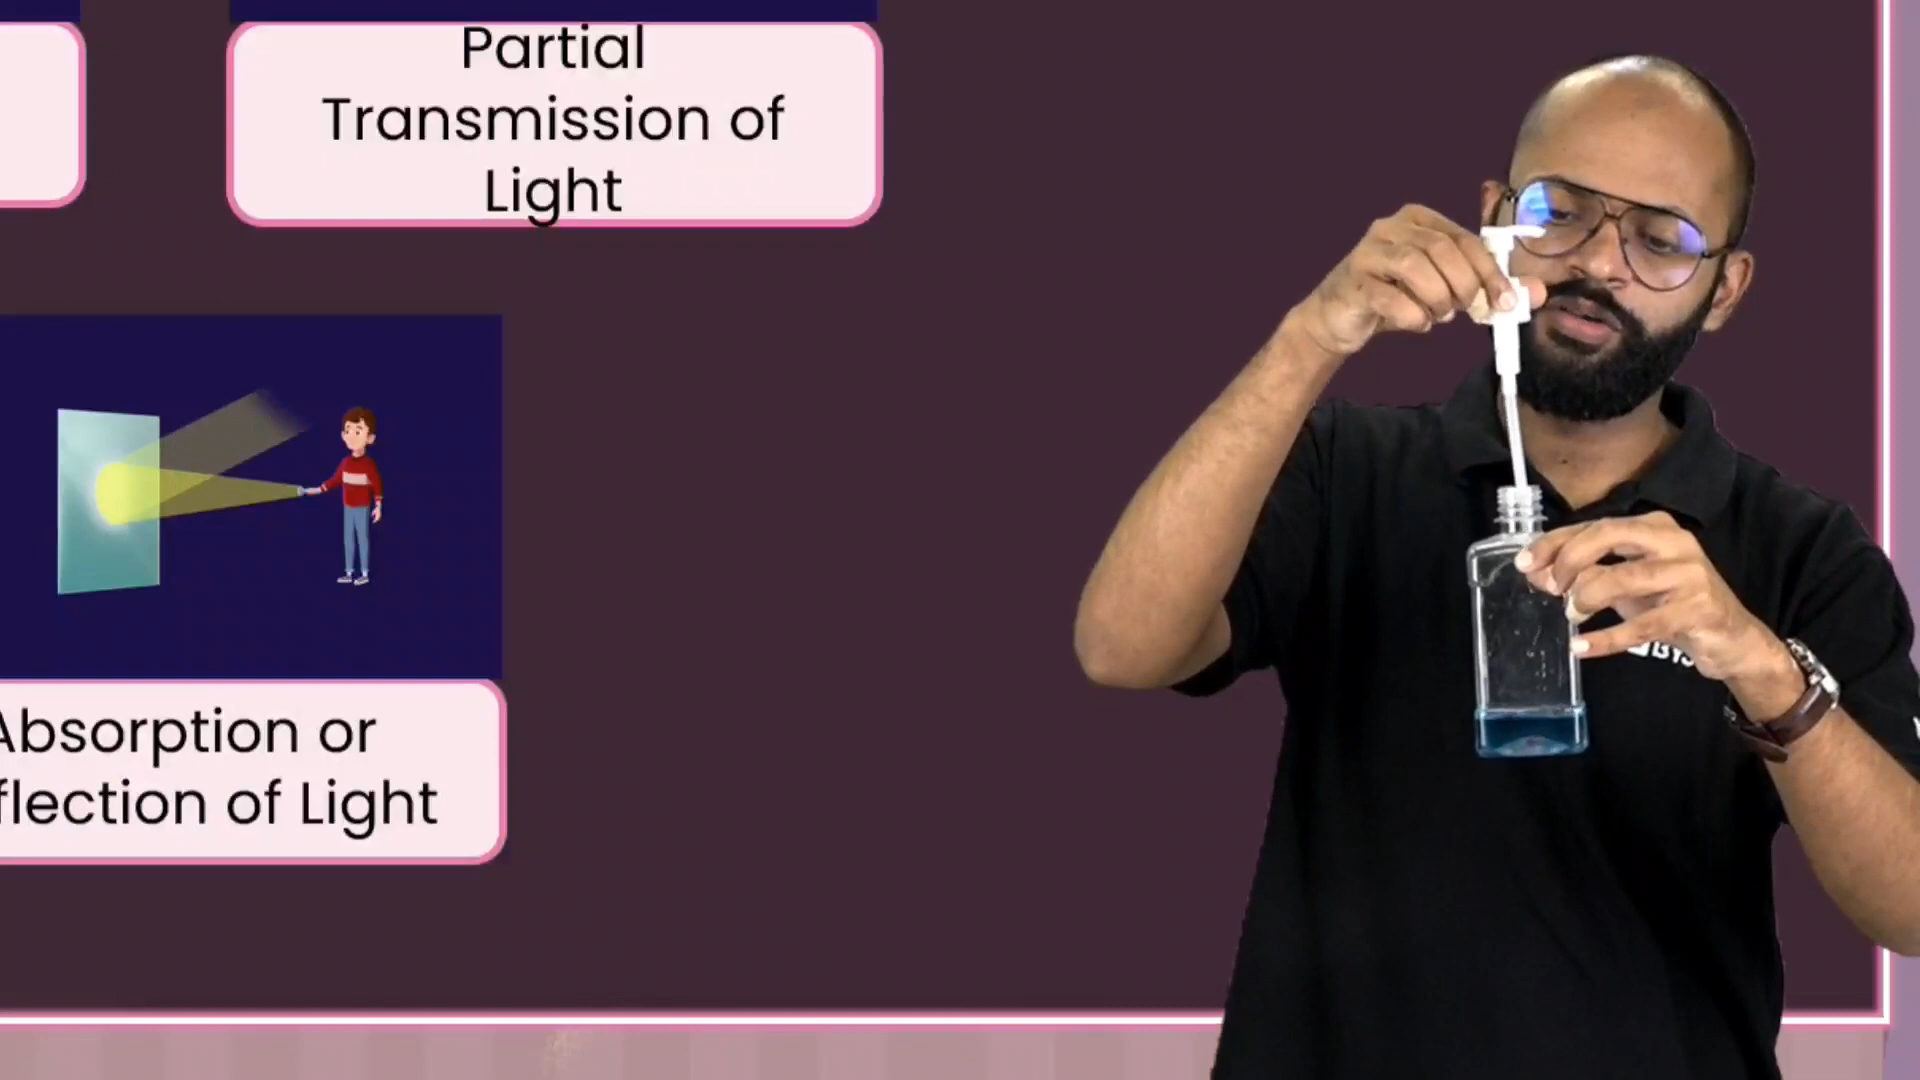 Partial
Transmission of
Light
Absorption or
flection of Light